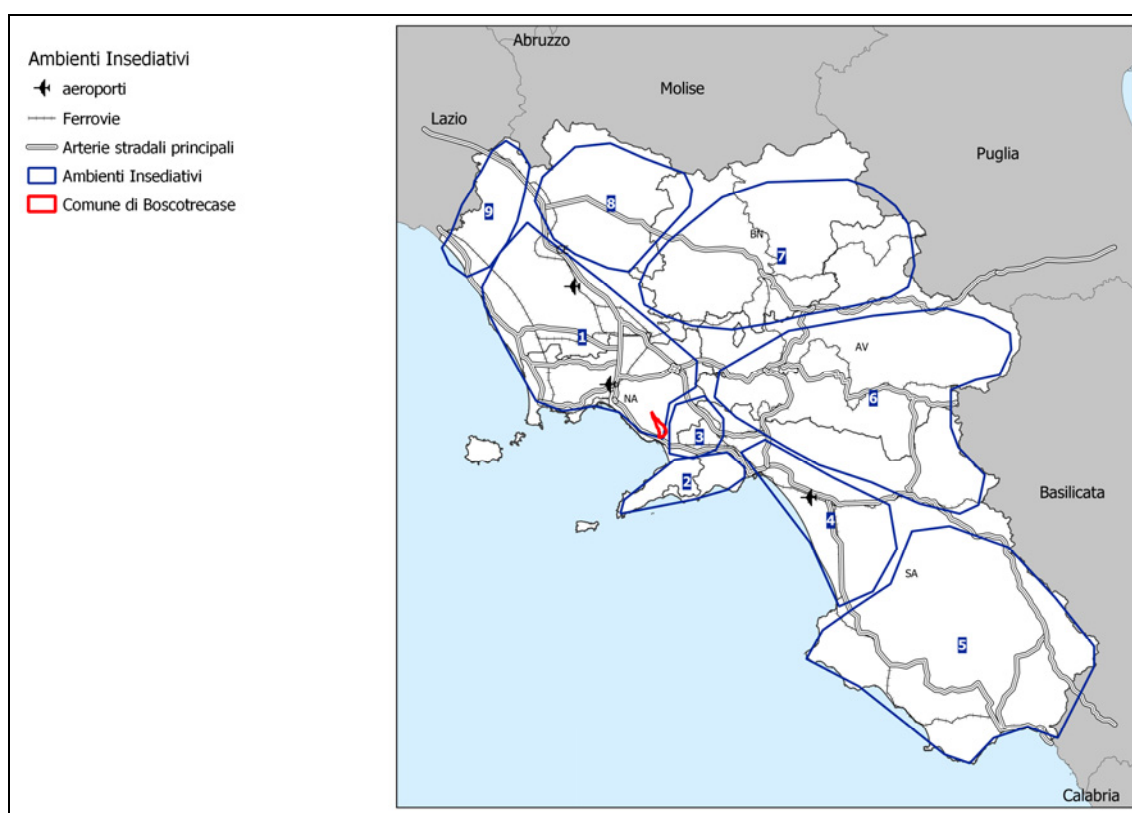 Ambienti Insediativi
aeroporti
Ferrovie
Arterie stradali principali
Ambienti Insediativi
Comune di Boscotrecase
Abruzzo
Molise
Lazio
Puglia
8
9
BN
7
1
AV
NA
6
3
2
Basilicata
4
SA
5
Calabria